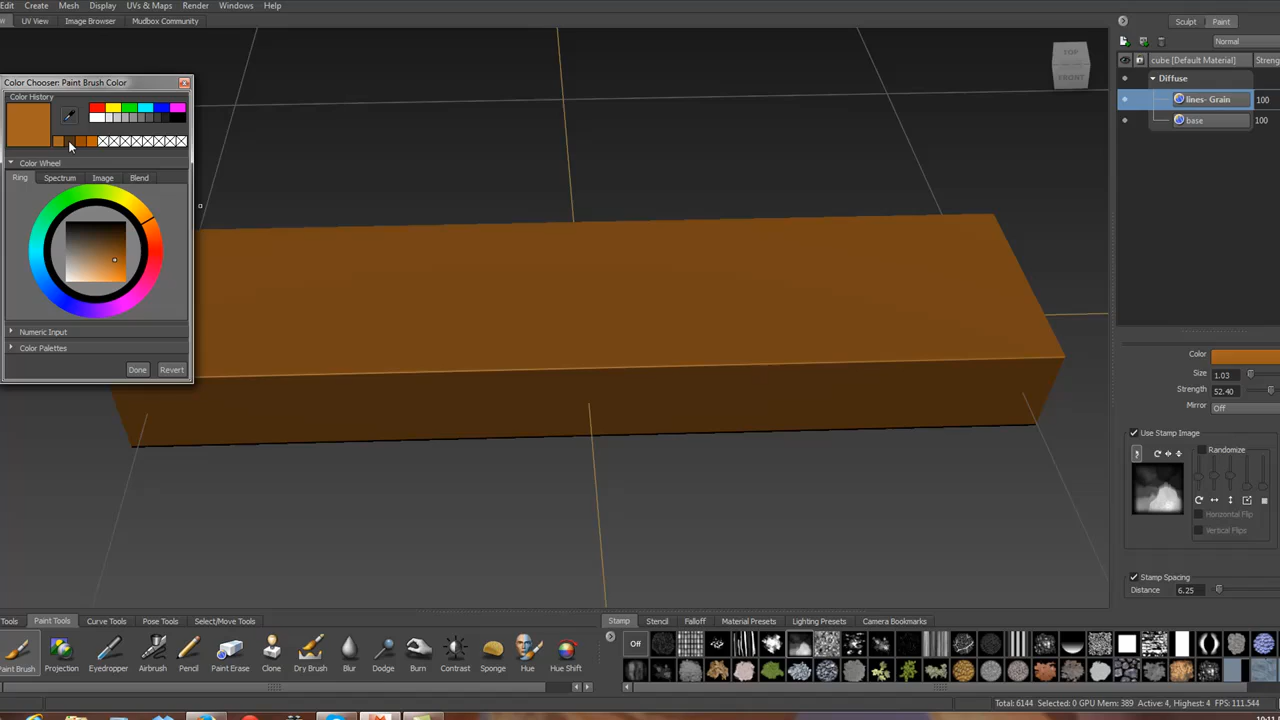 Edit Create Mesh Display UVs & Maps Render Windows Help
UV View Image Browser Mudbox Community
Sculpt Paint
Normal
cube [Default Material] Streng
Diffuse
lines- Grain 100
base 100
TOP
FRONT
Color Chooser: Paint Brush Color
Color History
Color Wheel
Ring Spectrum Image Blend
Numeric Input
Color Palettes
Done Revert
Color
Size 1.03
Strength 52.40
Mirror Off
Use Stamp Image
Randomize
Horizontal Flip
Vertical Flips
Stamp Spacing
Distance 6.25
Tools Paint Tools Curve Tools Pose Tools Select/Move Tools
Stamp Stencil Falloff Material Presets Lighting Presets Camera Bookmarks
Paint Brush Projection Eyedropper Airbrush Pencil Paint Erase Clone Dry Brush Blur Dodge Burn Contrast Sponge Hue Hue Shift
Off
Total: 6144 Selected: 0 GPU Mem: 389 Active: 4, Highest: 4 FPS: 111.544